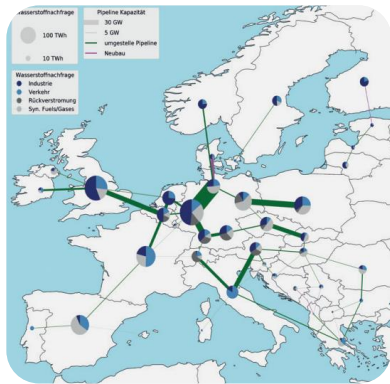 Wasserstoffnachfrage
100 TWh
10 TWh
Pipeline Kapazität
30 GW
5 GW
umgestelle Pipeline
Neubau
Wasserstoffnachfrage
Industrie
Verkehr
Rückverstromung
Syn. Fuels/Gases